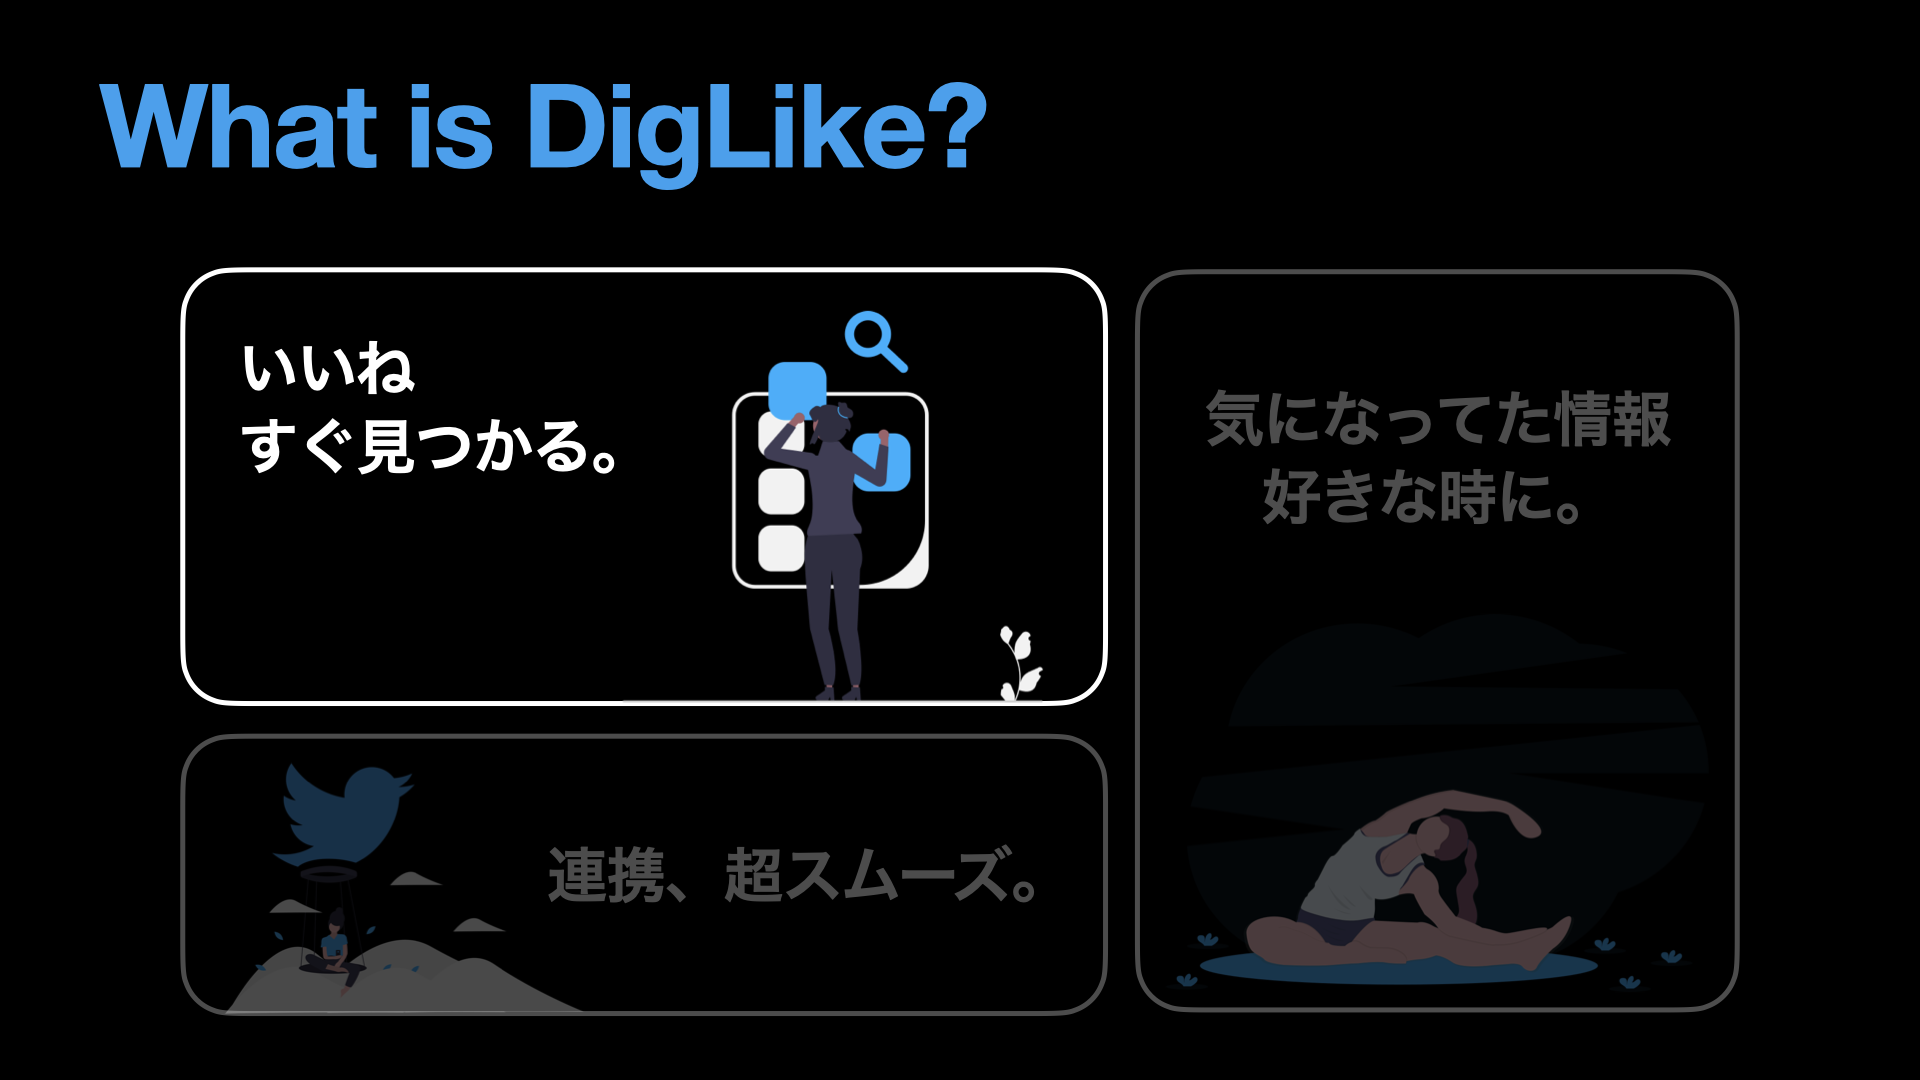 What is DigLike?
いいね
すぐ見つかる。
気になってた情報
好きな時に。
連携、超スムーズ。